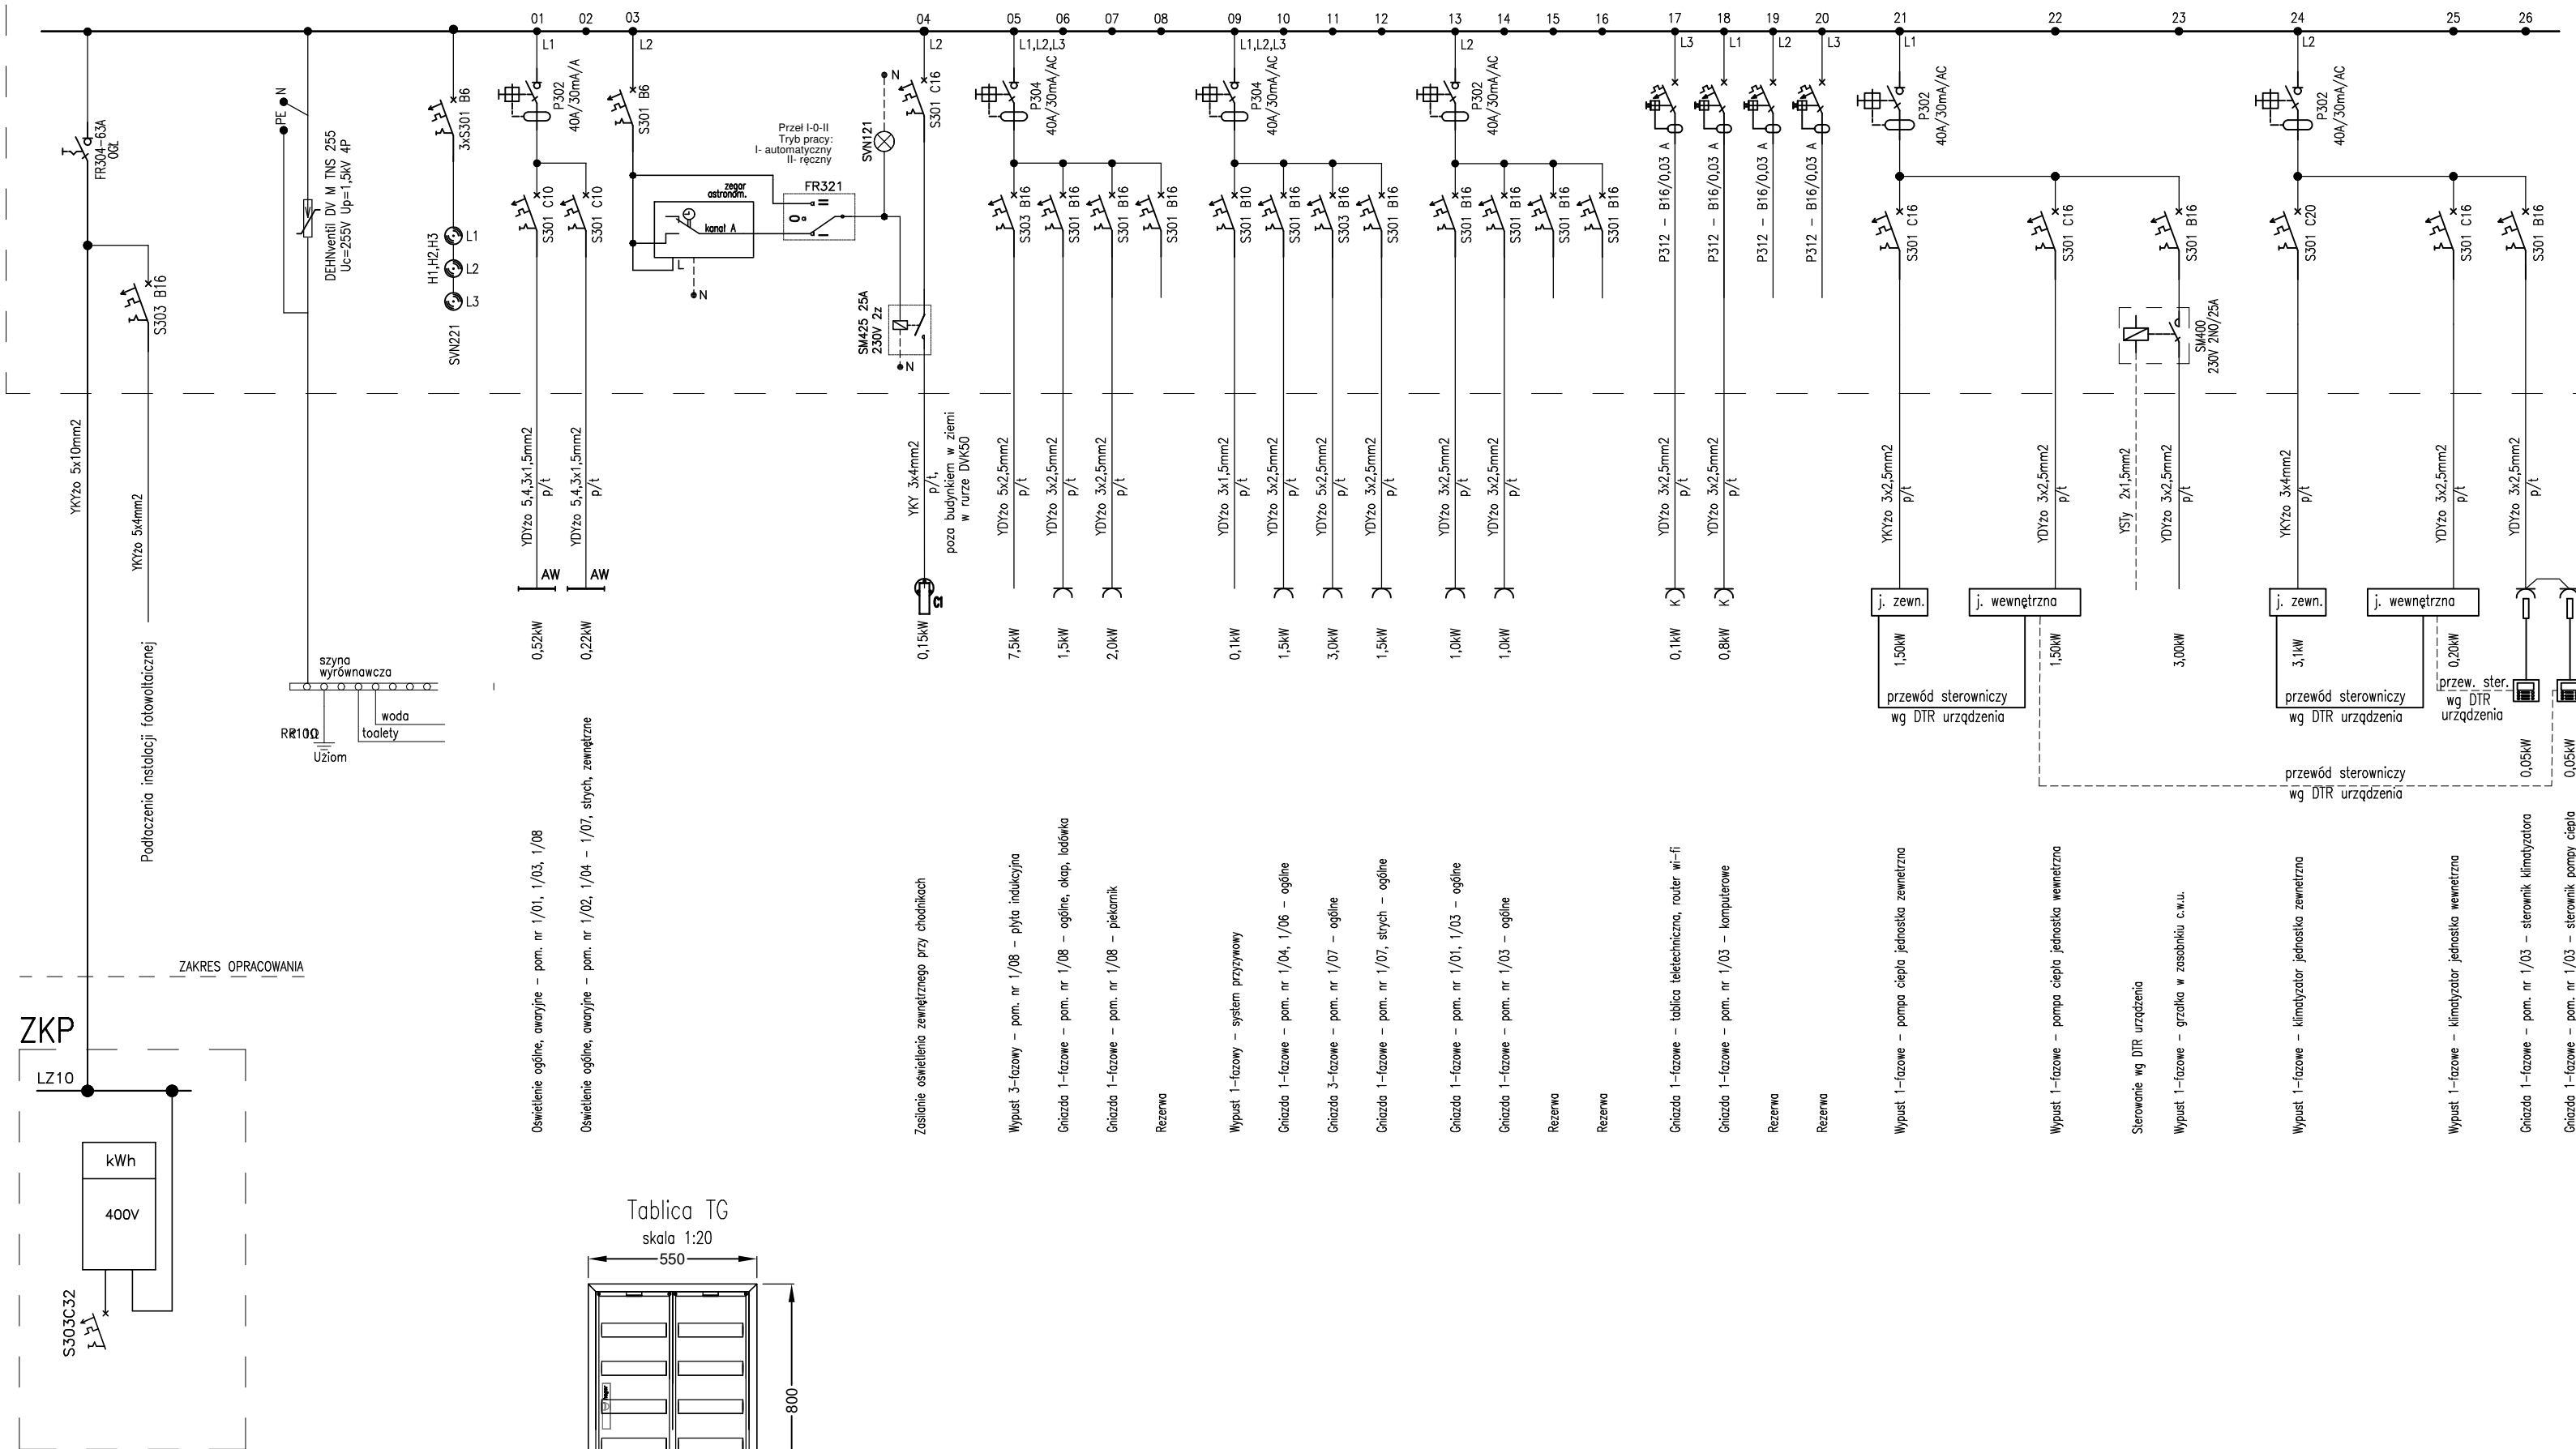 01
02
03
04
05
06
07
08
09
10
11
12
13
14
15
16
17
18
19
20
21
22
23
24
25
26
L1
L2
L2
L1,L2,L3
L1,L2,L3
L2
L3
L1
L2
L3
L1
L2
FR304-63A
OGŁ
S303 B16
N
PE
DEHNventil DV M TNS 255
Uc=255V Up=1,5kV 4P
3xS301 B6
H1,H2,H3
L1
L2
L3
SVN221
P302
40A/30mA/A
S301 C10
S301 C10
S301 B6
Przeł I-0-II
Tryb pracy:
I- automatyczny
II- ręczny
zegar
astronom.
kanał A
L
N
FR321
SVN121
N
S301 C16
SM425 25A
230V 2z
N
P304
40A/30mA/AC
S303 B16
S301 B16
S301 B16
S301 B16
P304
40A/30mA/AC
S301 B10
S301 B16
S303 B16
S301 B16
P302
40A/30mA/AC
S301 B16
S301 B16
S301 B16
S301 B16
P312 - B16/0,03 A
P312 - B16/0,03 A
P312 - B16/0,03 A
P312 - B16/0,03 A
P302
40A/30mA/AC
S301 C16
S301 C16
S301 B16
SM400
230V 2NO/25A
P302
40A/30mA/AC
S301 C20
S301 C16
S301 B16
YKYżo 5x10mm2
YKYżo 5x4mm2
YDYżo 5,4,3x1,5mm2
p/t
YDYżo 5,4,3x1,5mm2
p/t
YKY 3x4mm2
p/t,
poza budynkiem w ziemi
w rurze DVK50
YDYżo 5x2,5mm2
p/t
YDYżo 3x2,5mm2
p/t
YDYżo 3x2,5mm2
p/t
YDYżo 3x1,5mm2
p/t
YDYżo 3x2,5mm2
p/t
YDYżo 5x2,5mm2
p/t
YDYżo 3x2,5mm2
p/t
YDYżo 3x2,5mm2
p/t
YDYżo 3x2,5mm2
p/t
YDYżo 3x2,5mm2
p/t
YDYżo 3x2,5mm2
p/t
YKYżo 3x2,5mm2
p/t
YDYżo 3x2,5mm2
p/t
YSTy 2x1,5mm2
YDYżo 3x2,5mm2
p/t
YKYżo 3x4mm2
p/t
YDYżo 3x2,5mm2
p/t
YDYżo 3x2,5mm2
p/t
AW
AW
C1
K
K
j. zewn.
j. wewnętrzna
j. zewn.
j. wewnętrzna
0,52kW
0,22kW
0,15kW
7,5kW
1,5kW
2,0kW
0,1kW
1,5kW
3,0kW
1,5kW
1,0kW
1,0kW
0,1kW
0,8kW
1,50kW
1,50kW
3,00kW
3,1kW
0,20kW
0,05kW
0,05kW
przewód sterowniczy
wg DTR urządzenia
przewód sterowniczy
wg DTR urządzenia
przew. ster.
wg DTR
urządzenia
przewód sterowniczy
wg DTR urządzenia
szyna
wyrównawcza
woda
toalety
Uziom
Podłaczenia instalacji fotowoltaicznej
Oświetlenie ogólne, awaryjne - pom. nr 1/01, 1/03, 1/08
Oświetlenie ogólne, awaryjne - pom. nr 1/02, 1/04 - 1/07, strych, zewnętrzne
Zasilanie oświetlenia zewnętrznego przy chodnikach
Wypust 3-fazowy - pom. nr 1/08 - płyta indukcyjna
Gniazda 1-fazowe - pom. nr 1/08 - ogólne, okap, lodówka
Gniazda 1-fazowe - pom. nr 1/08 - piekarnik
Rezerwa
Wypust 1-fazowy - system przyzywowy
Gniazda 1-fazowe - pom. nr 1/04, 1/06 - ogólne
Gniazda 3-fazowe - pom. nr 1/07 - ogólne
Gniazda 1-fazowe - pom. nr 1/07, strych - ogólne
Gniazda 1-fazowe - pom. nr 1/01, 1/03 - ogólne
Gniazda 1-fazowe - pom. nr 1/03 - ogólne
Rezerwa
Rezerwa
Gniazda 1-fazowe - tablica teletechniczna, router wi-fi
Gniazda 1-fazowe - pom. nr 1/03 - komputerowe
Rezerwa
Rezerwa
Wypust 1-fazowe - pompa ciepła jednostka zewnetrzna
Wypust 1-fazowe - pompa ciepła jednostka wewnetrzna
Sterowanie wg DTR urządzenia
Wypust 1-fazowe - grzałka w zasobnkiu c.w.u.
Wypust 1-fazowe - klimatyzator jednostka zewnetrzna
Wypust 1-fazowe - klimatyzator jednostka wewnetrzna
Gniazda 1-fazowe - pom. nr 1/03 - sterownik klimatyzatora
Gniazda 1-fazowe - pom. nr 1/03 - sterownik pompy ciepła
ZAKRES OPRACOWANIA
ZKP
LZ10
kWh
400V
S303C32
Tablica TG
skala 1:20
550
800